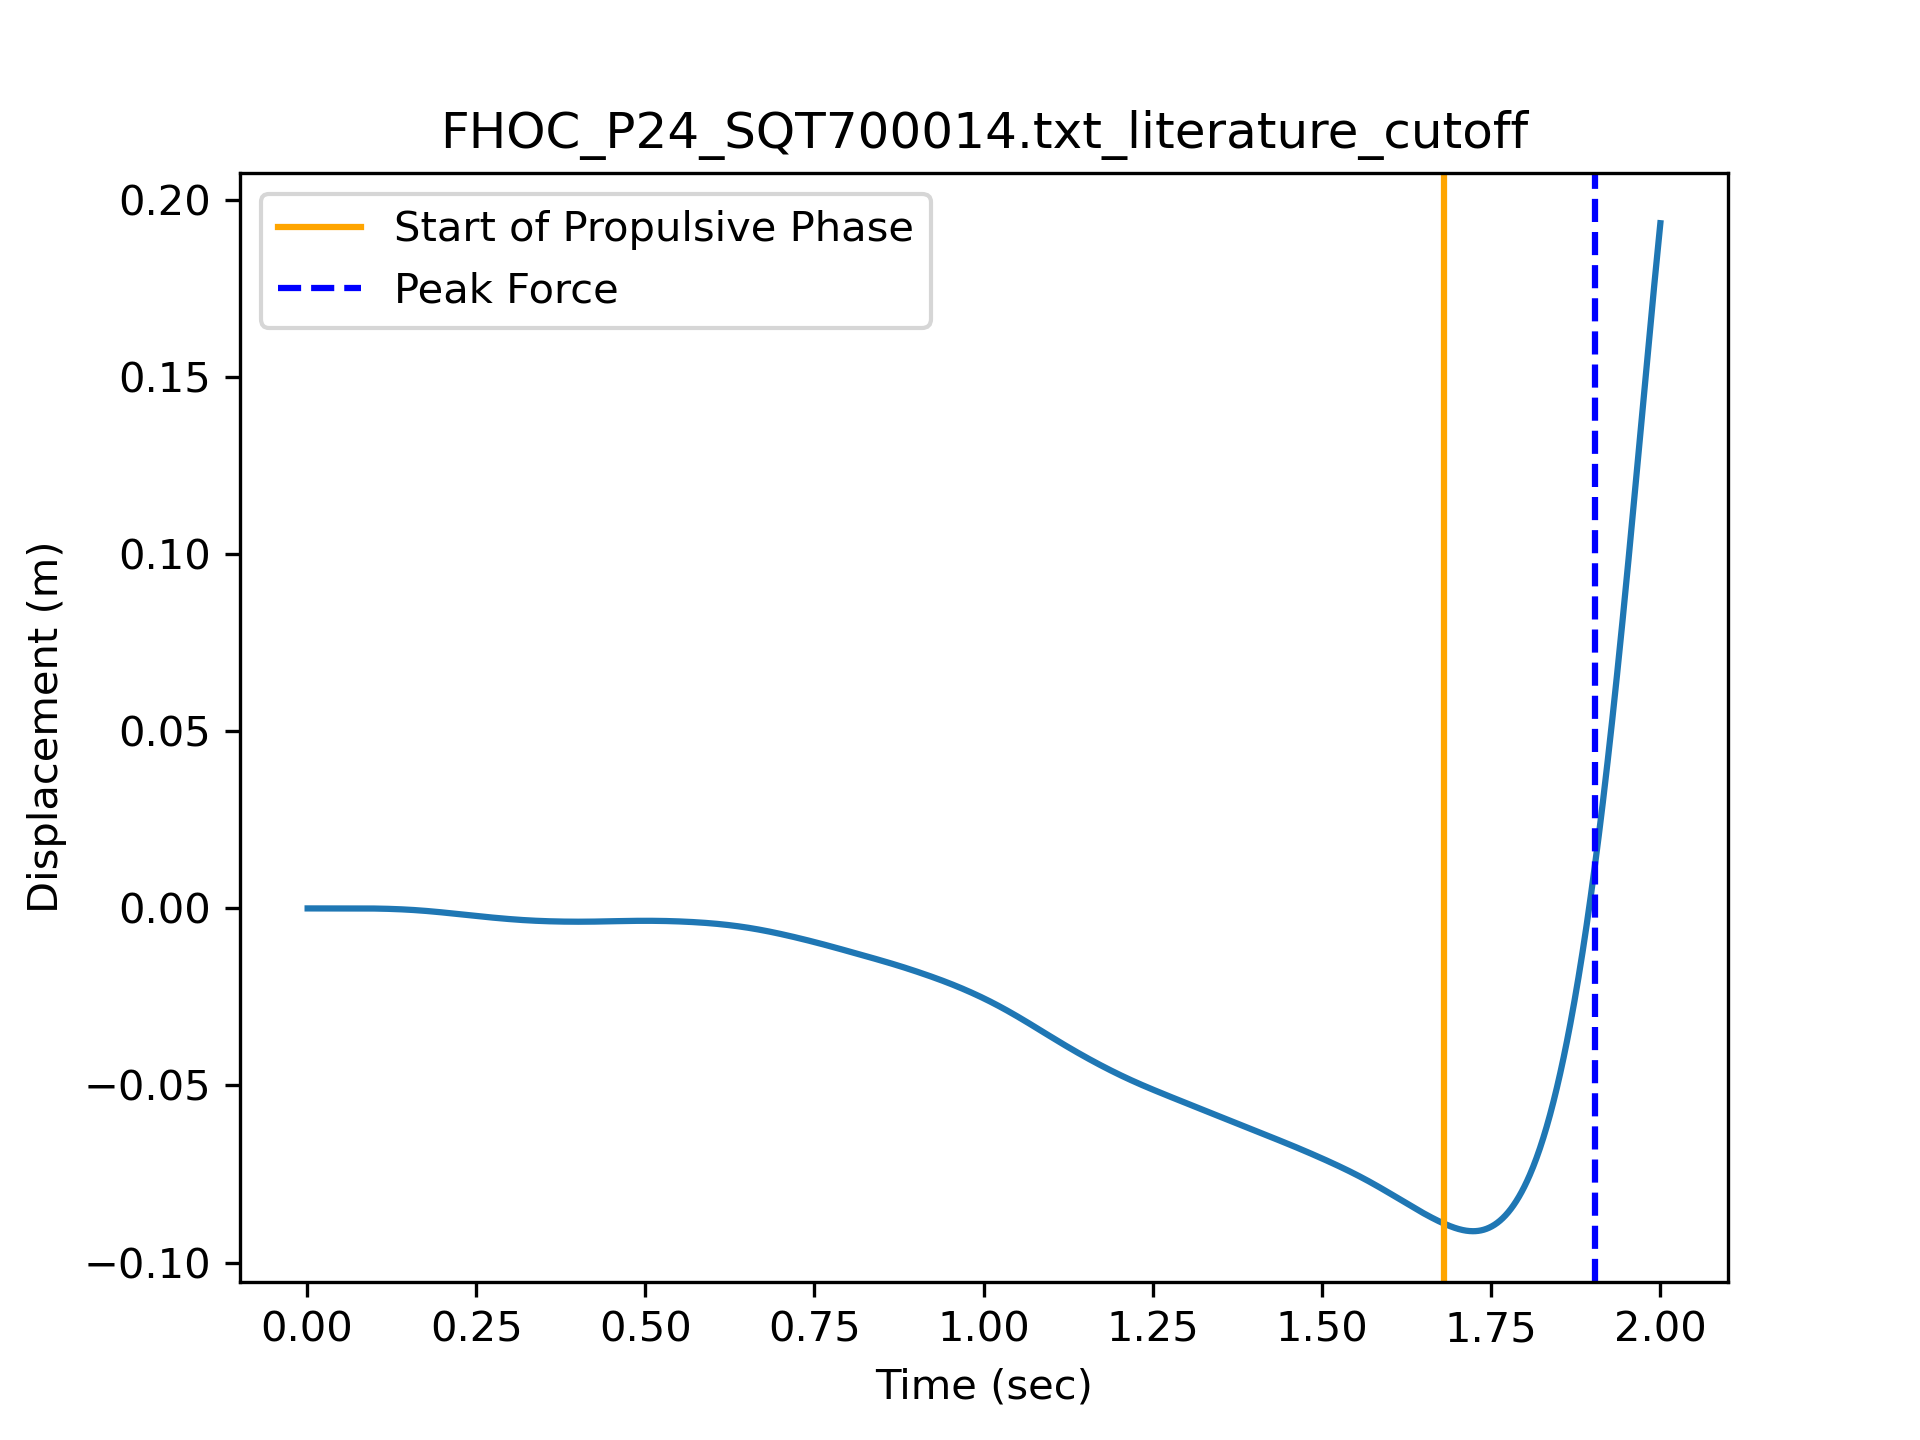 FHOC_P24_SQT700014.txt_literature_cutoff
Start of Propulsive Phase
Peak Force
0.20
0.15
0.10
0.05
0.00
−0.05
−0.10
Displacement (m)
0.00 0.25 0.50 0.75 1.00 1.25 1.50 1.75 2.00
Time (sec)